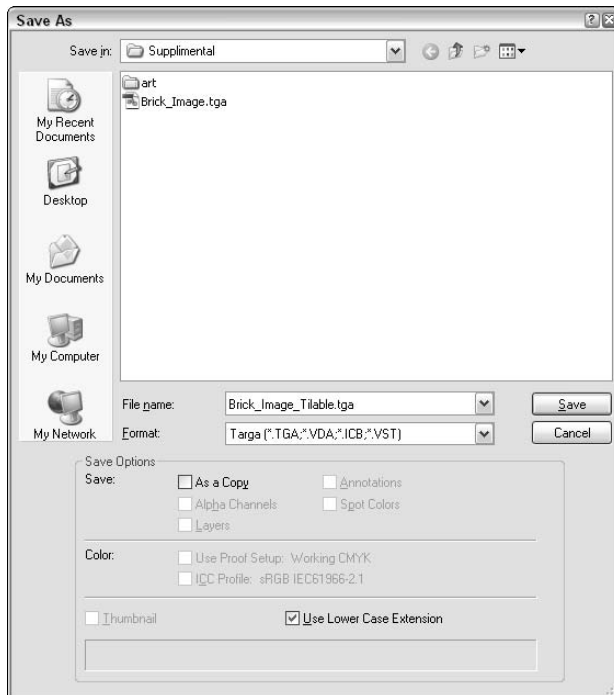 Save As
Save in: Supplimental
art
Brick_Image.tga
My Recent
Documents
Desktop
My Documents
My Computer
My Network
File name: Brick_Image_Tilable.tga Save
Format: Targa (*.TGA;*.VDA;*.ICB;*.VST) Cancel
Save Options
Save: As a Copy Annotations
Alpha Channels Spot Colors
Layers
Color: Use Proof Setup: Working CMYK
ICC Profile: sRGB IEC61966-2.1
Thumbnail Use Lower Case Extension